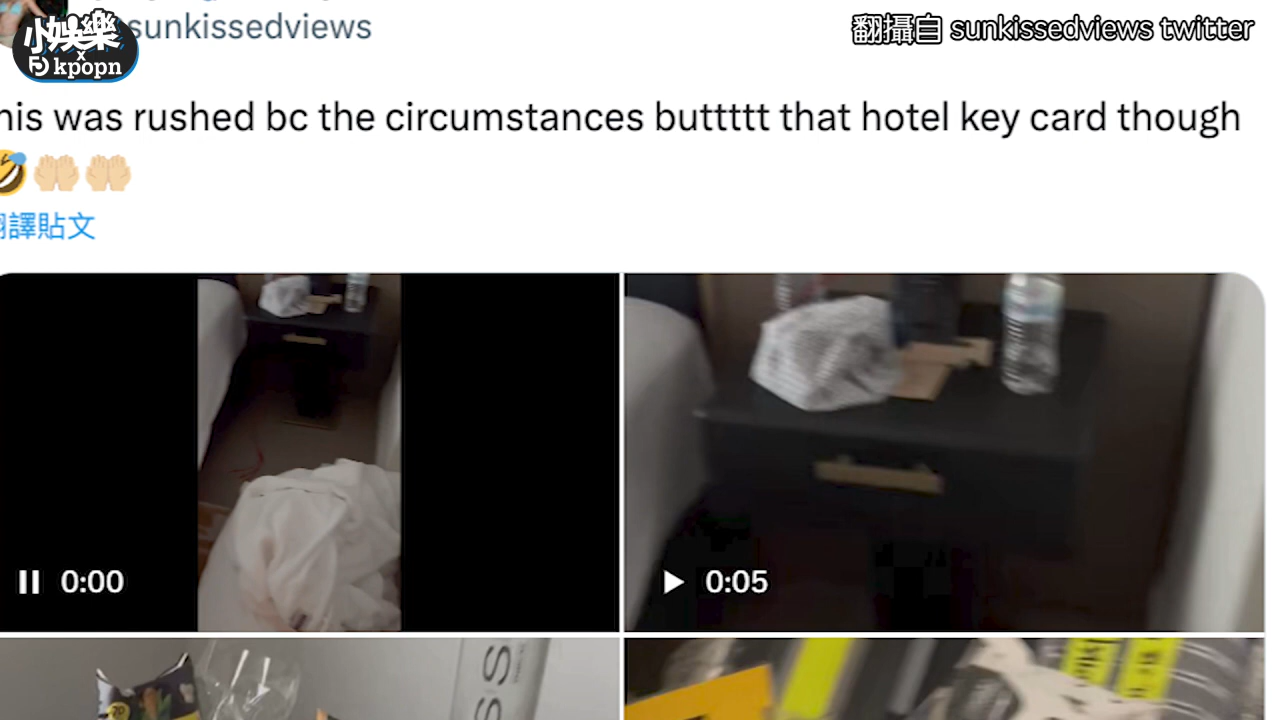 sunkissedviews
翻攝自 sunkissedviews twitter
小娛樂
x
kpopn
his was rushed bc the circumstances buttttt that hotel key card though
翻譯貼文
0:00
0:05